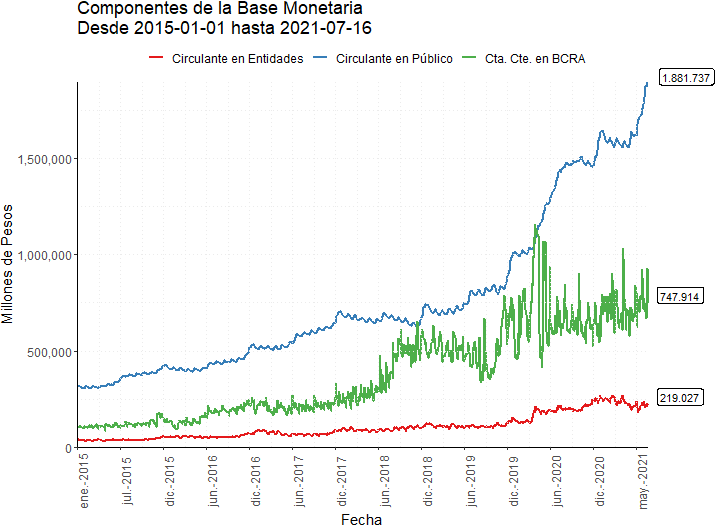 Componentes de la Base Monetaria
Desde 2015-01-01 hasta 2021-07-16
Circulante en Entidades Circulante en Público Cta. Cte. en BCRA
1.881.737
1,500,000
1,000,000
747.914
500,000
219.027
0
Millones de Pesos
ene.-2015 jul.-2015 dic.-2015 jun.-2016 dic.-2016 jun.-2017 dic.-2017 jun.-2018 dic.-2018 jun.-2019 dic.-2019 jun.-2020 dic.-2020 may.-2021
Fecha